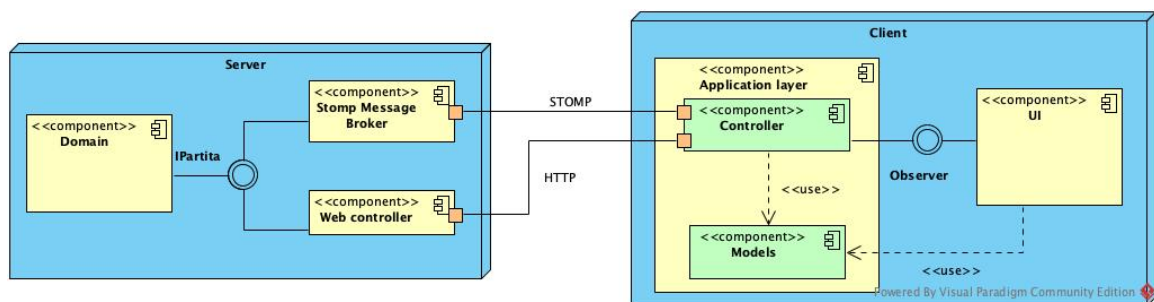 Server
<<component>>
Domain
IPartita
<<component>>
Stomp Message
Broker
<<component>>
Web controller
STOMP
HTTP
Client
<<component>>
Application layer
<<component>>
Controller
<<use>>
<<component>>
Models
Observer
<<component>>
UI
<<use>>
Powered By Visual Paradigm Community Edition